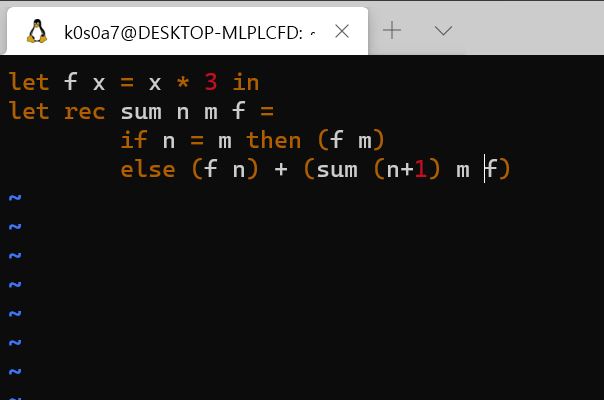 k0s0a7@DESKTOP-MLPLCFD: ~
let f x = x * 3 in
let rec sum n m f =
        if n = m then (f m)
        else (f n) + (sum (n+1) m f)
~
~
~
~
~
~
~
~